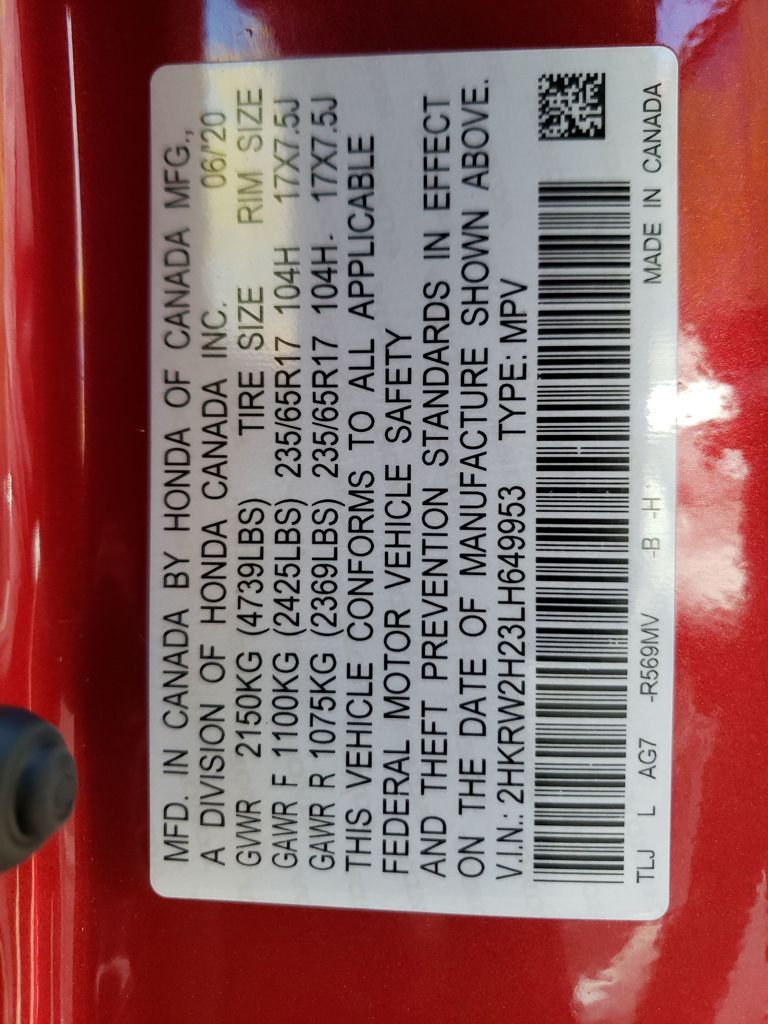 MFD. IN CANADA BY HONDA OF CANADA MFG.,
A DIVISION OF HONDA CANADA INC. 06/'20
GVWR 2150KG (4739LBS) TIRE SIZE RIM SIZE
GAWR F 1100KG (2425LBS) 235/65R17 104H 17X7.5J
GAWR R 1075KG (2369LBS) 235/65R17 104H. 17X7.5J
THIS VEHICLE CONFORMS TO ALL APPLICABLE
FEDERAL MOTOR VEHICLE SAFETY
AND THEFT PREVENTION STANDARDS IN EFFECT
ON THE DATE OF MANUFACTURE SHOWN ABOVE.
V.I.N.: 2HKRW2H23LH649953 TYPE: MPV
TLJ L AG7 -R569MV -B -H MADE IN CANADA